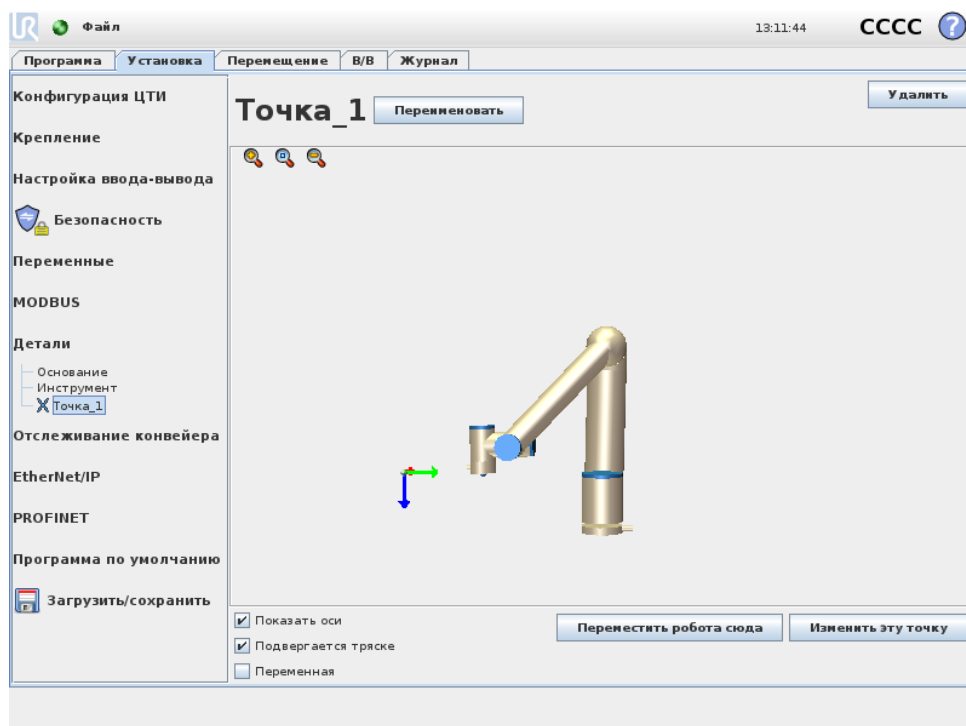 UR Файл 13:11:44 CCCC ?
Программа Установка Перемещение В/В Журнал
Конфигурация ЦТИ
Крепление
Настройка ввода-вывода
Безопасность
Переменные
MODBUS
Детали
Основание
Инструмент
Точка_1
Отслеживание конвейера
EtherNet/IP
PROFINET
Программа по умолчанию
Загрузить/сохранить
Точка_1 Переименовать Удалить
Показать оси
Подвергается тряске
Переменная
Переместить робота сюда Изменить эту точку